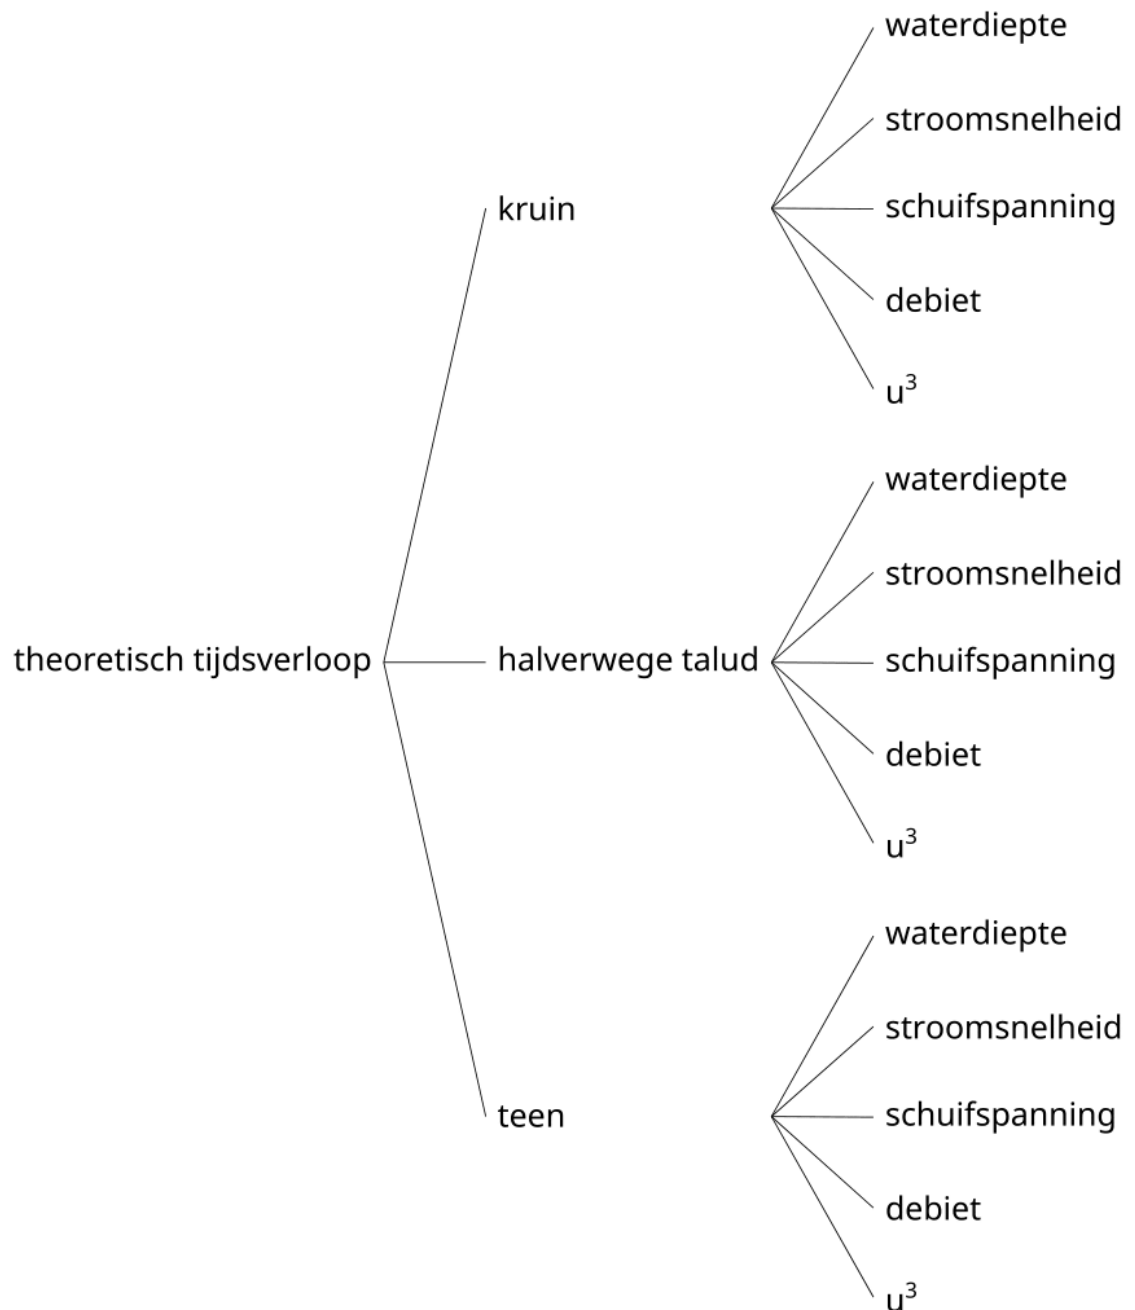 waterdiepte
stroomsnelheid
kruin
schuifspanning
debiet
u³
waterdiepte
stroomsnelheid
theoretisch tijdsverloop
halverwege talud
schuifspanning
debiet
u³
waterdiepte
stroomsnelheid
teen
schuifspanning
debiet
u³